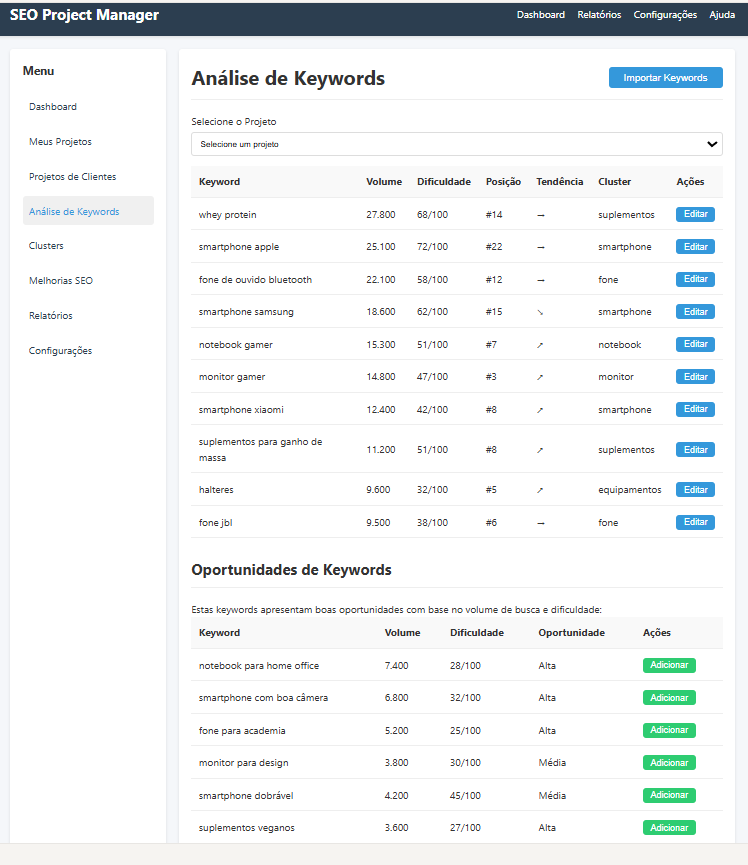 SEO Project Manager
Dashboard Relatórios Configurações Ajuda
Menu
Dashboard
Meus Projetos
Projetos de Clientes
Análise de Keywords
Clusters
Melhorias SEO
Relatórios
Configurações
Análise de Keywords
Importar Keywords
Selecione o Projeto
Selecione um projeto
Keyword Volume Dificuldade Posição Tendência Cluster Ações
whey protein 27.800 68/100 #14 → suplementos Editar
smartphone apple 25.100 72/100 #22 → smartphone Editar
fone de ouvido bluetooth 22.100 58/100 #12 → fone Editar
smartphone samsung 18.600 62/100 #15 ↘ smartphone Editar
notebook gamer 15.300 51/100 #7 ↗ notebook Editar
monitor gamer 14.800 47/100 #3 ↗ monitor Editar
smartphone xiaomi 12.400 42/100 #8 ↗ smartphone Editar
suplementos para ganho de
massa 11.200 51/100 #8 ↗ suplementos Editar
halteres 9.600 32/100 #5 ↗ equipamentos Editar
fone jbl 9.500 38/100 #6 → fone Editar
Oportunidades de Keywords
Estas keywords apresentam boas oportunidades com base no volume de busca e dificuldade:
Keyword Volume Dificuldade Oportunidade Ações
notebook para home office 7.400 28/100 Alta Adicionar
smartphone com boa câmera 6.800 32/100 Alta Adicionar
fone para academia 5.200 25/100 Alta Adicionar
monitor para design 3.800 30/100 Média Adicionar
smartphone dobrável 4.200 45/100 Média Adicionar
suplementos veganos 3.600 27/100 Alta Adicionar